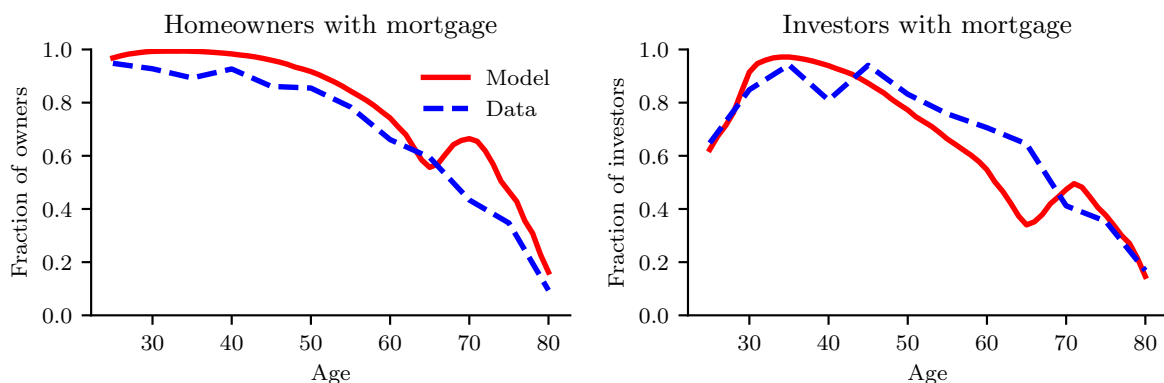 Homeowners with mortgage
Fraction of owners
1.0
0.8
0.6
0.4
0.2
0.0
Model
Data
30 40 50 60 70 80
Age
Investors with mortgage
Fraction of investors
1.0
0.8
0.6
0.4
0.2
0.0
30 40 50 60 70 80
Age